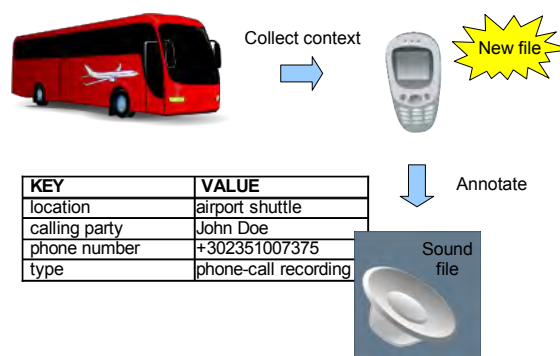 Collect context
New file
Annotate
KEY VALUE
location airport shuttle
calling party John Doe
phone number +302351007375
type phone-call recording
Sound
file